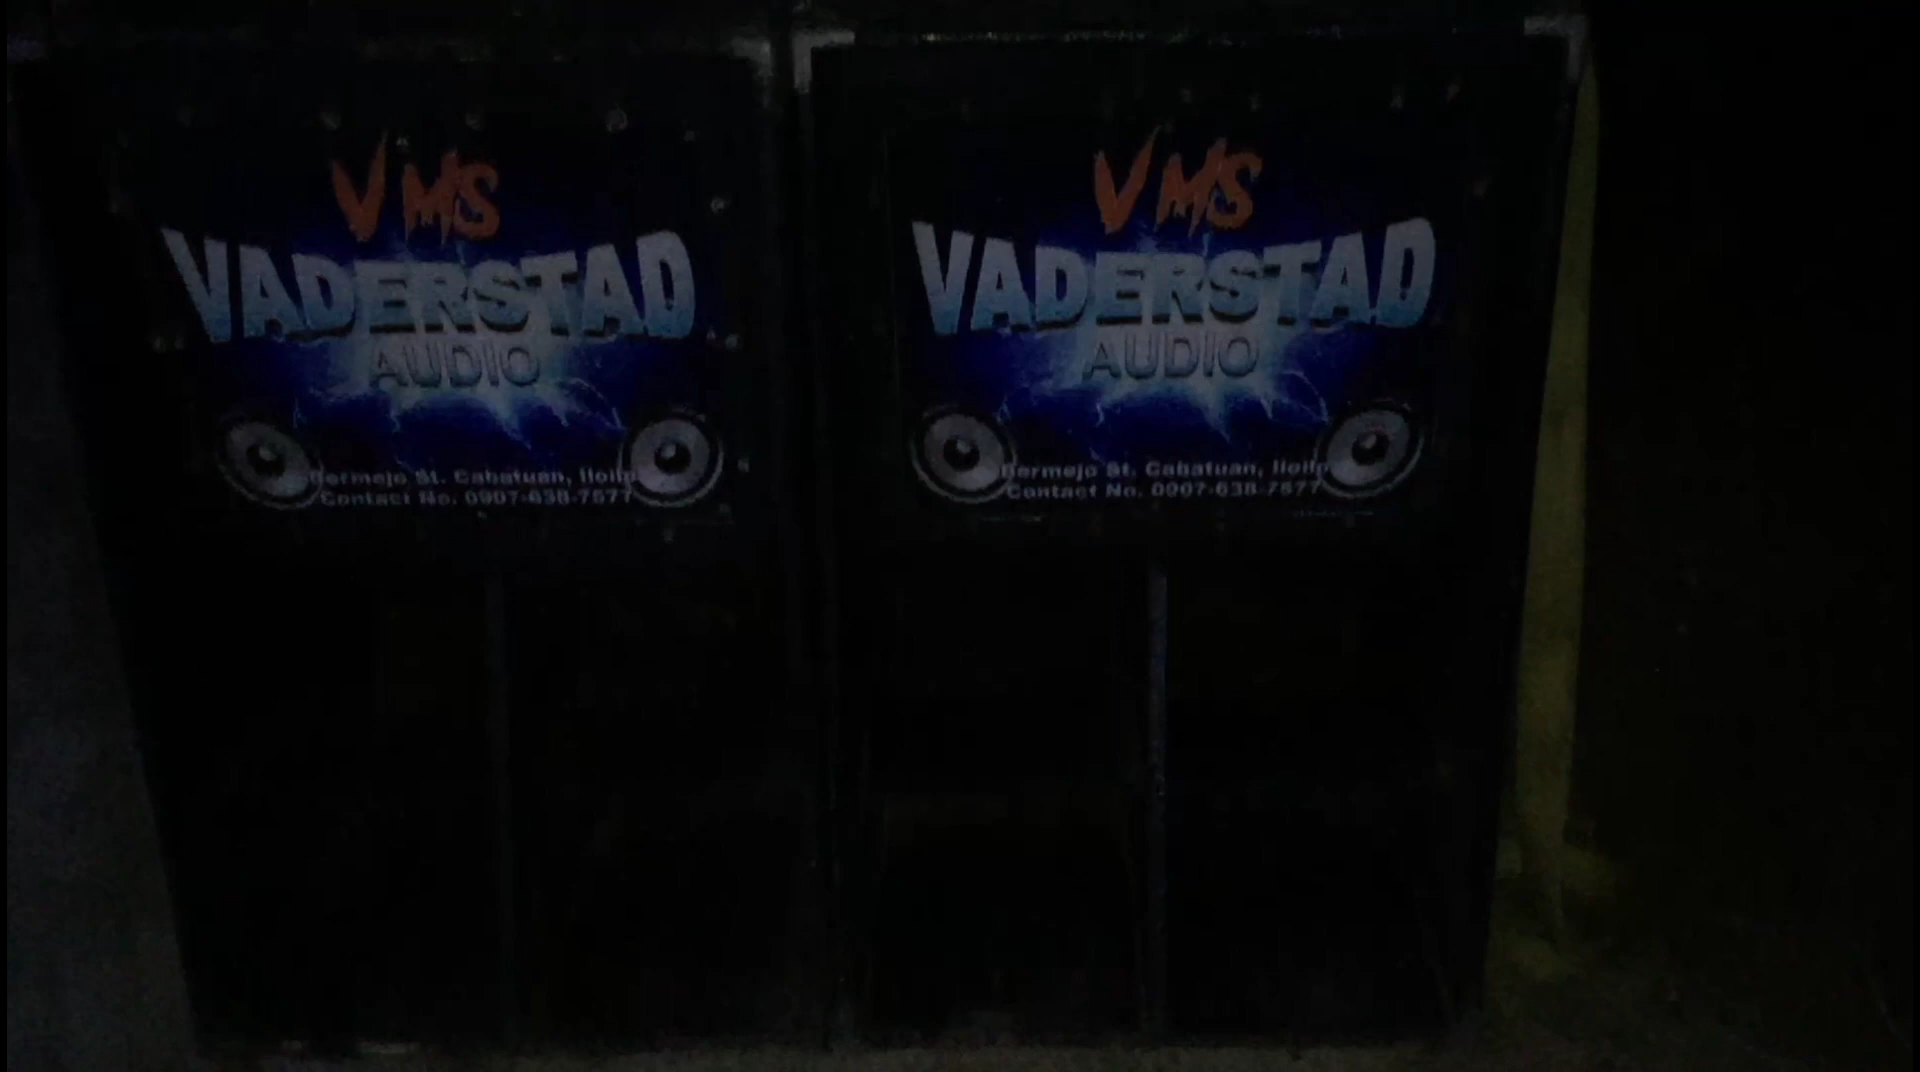 VMS
VADERSTAD
AUDIO
Bermejo St. Cabatuan, Iloilo
Contact No. 0907-638-7577
VMS
VADERSTAD
AUDIO
Bermejo St. Cabatuan, Iloilo
Contact No. 0907-638-7577